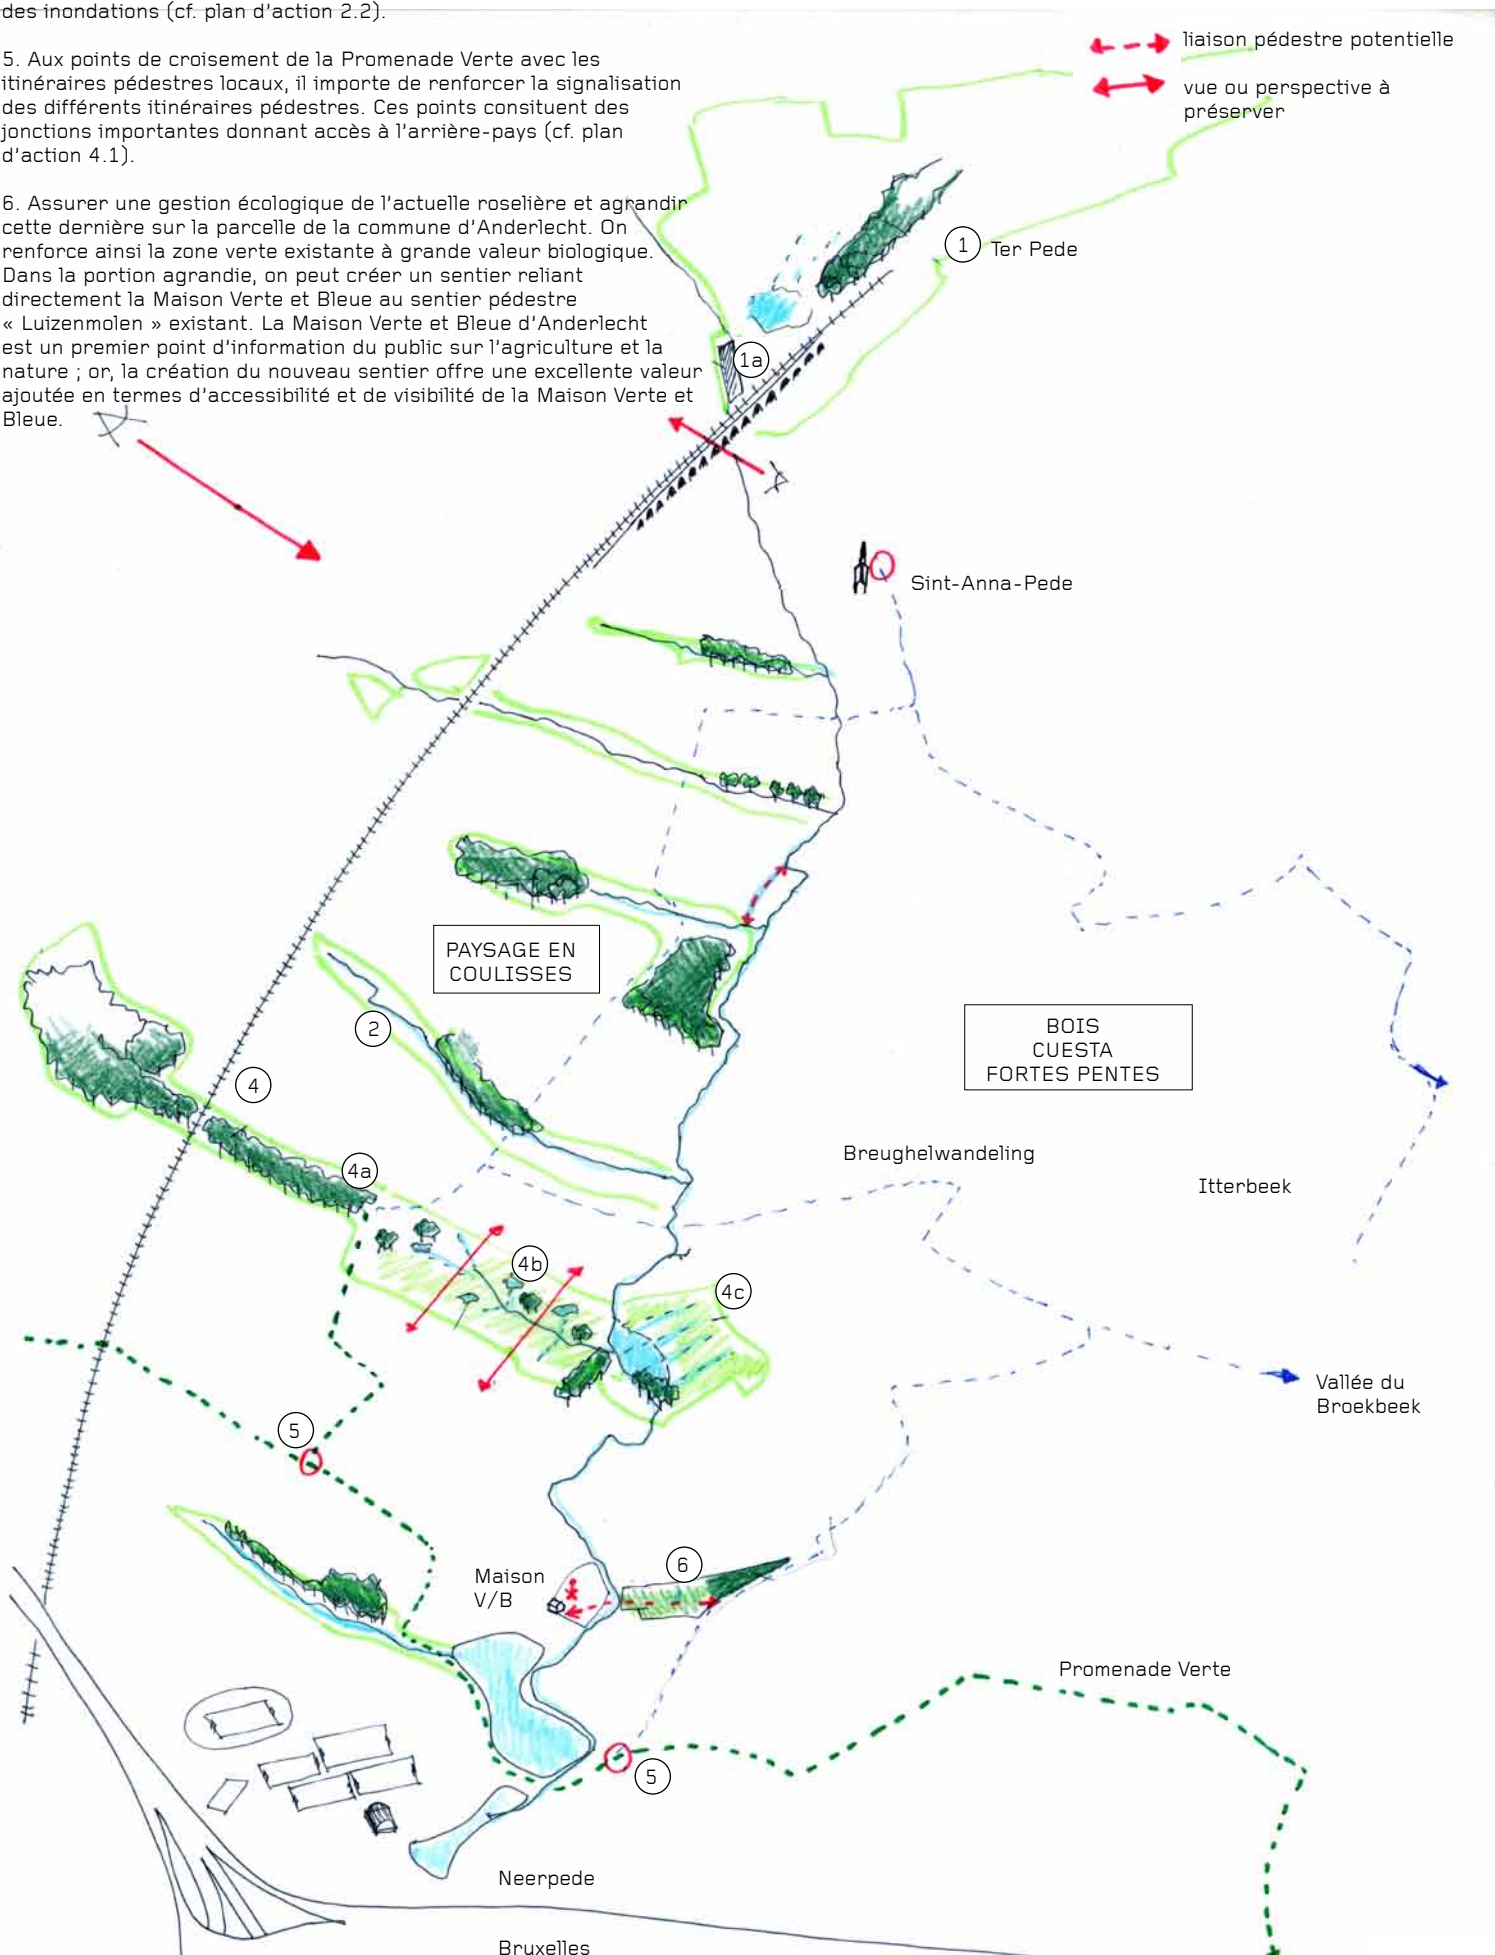 des inondations (cf. plan d'action 2.2).
5. Aux points de croisement de la Promenade Verte avec les
itinéraires pédestres locaux, il importe de renforcer la signalisation
des différents itinéraires pédestres. Ces points consituent des
jonctions importantes donnant accès à l'arrière-pays (cf. plan
d'action 4.1).
6. Assurer une gestion écologique de l'actuelle roselière et agrandir
cette dernière sur la parcelle de la commune d'Anderlecht. On
renforce ainsi la zone verte existante à grande valeur biologique.
Dans la portion agrandie, on peut créer un sentier reliant
directement la Maison Verte et Bleue au sentier pédestre
« Luizenmolen » existant. La Maison Verte et Bleue d'Anderlecht
est un premier point d'information du public sur l'agriculture et la
nature ; or, la création du nouveau sentier offre une excellente valeur
ajoutée en termes d'accessibilité et de visibilité de la Maison Verte et
Bleue.
liaison pédestre potentielle
vue ou perspective à
préserver
1 Ter Pede
1a
Sint-Anna-Pede
PAYSAGE EN
COULISSES
2
BOIS
CUESTA
FORTES PENTES
4
4a
Breughelwandeling
Itterbeek
4b
4c
Vallée du
Broekbeek
5
Maison
V/B
6
Promenade Verte
5
Neerpede
Bruxelles